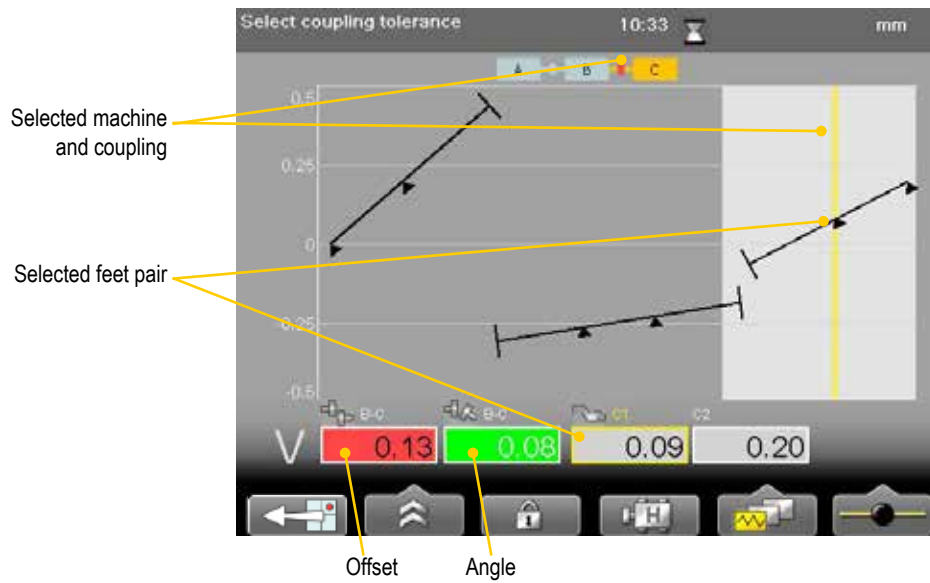 Select coupling tolerance 10:33 mm
A B C
Selected machine
and coupling
0.5
0.25
0
Selected feet pair
-0.25
-0.5
B-C B-C C1 C2
V 0.13 0.08 0.09 0.20
1 H
Offset Angle